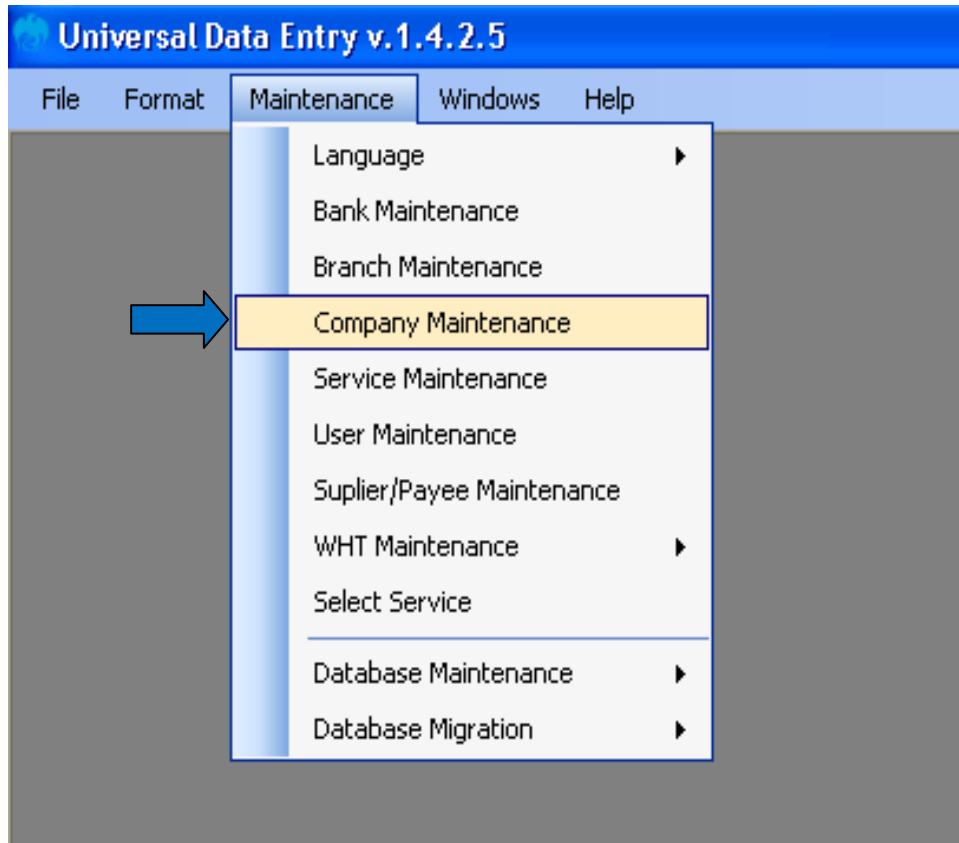 Universal Data Entry v.1.4.2.5
File Format Maintenance Windows Help
Language
Bank Maintenance
Branch Maintenance
Company Maintenance
Service Maintenance
User Maintenance
Suplier/Payee Maintenance
WHT Maintenance
Select Service
Database Maintenance
Database Migration